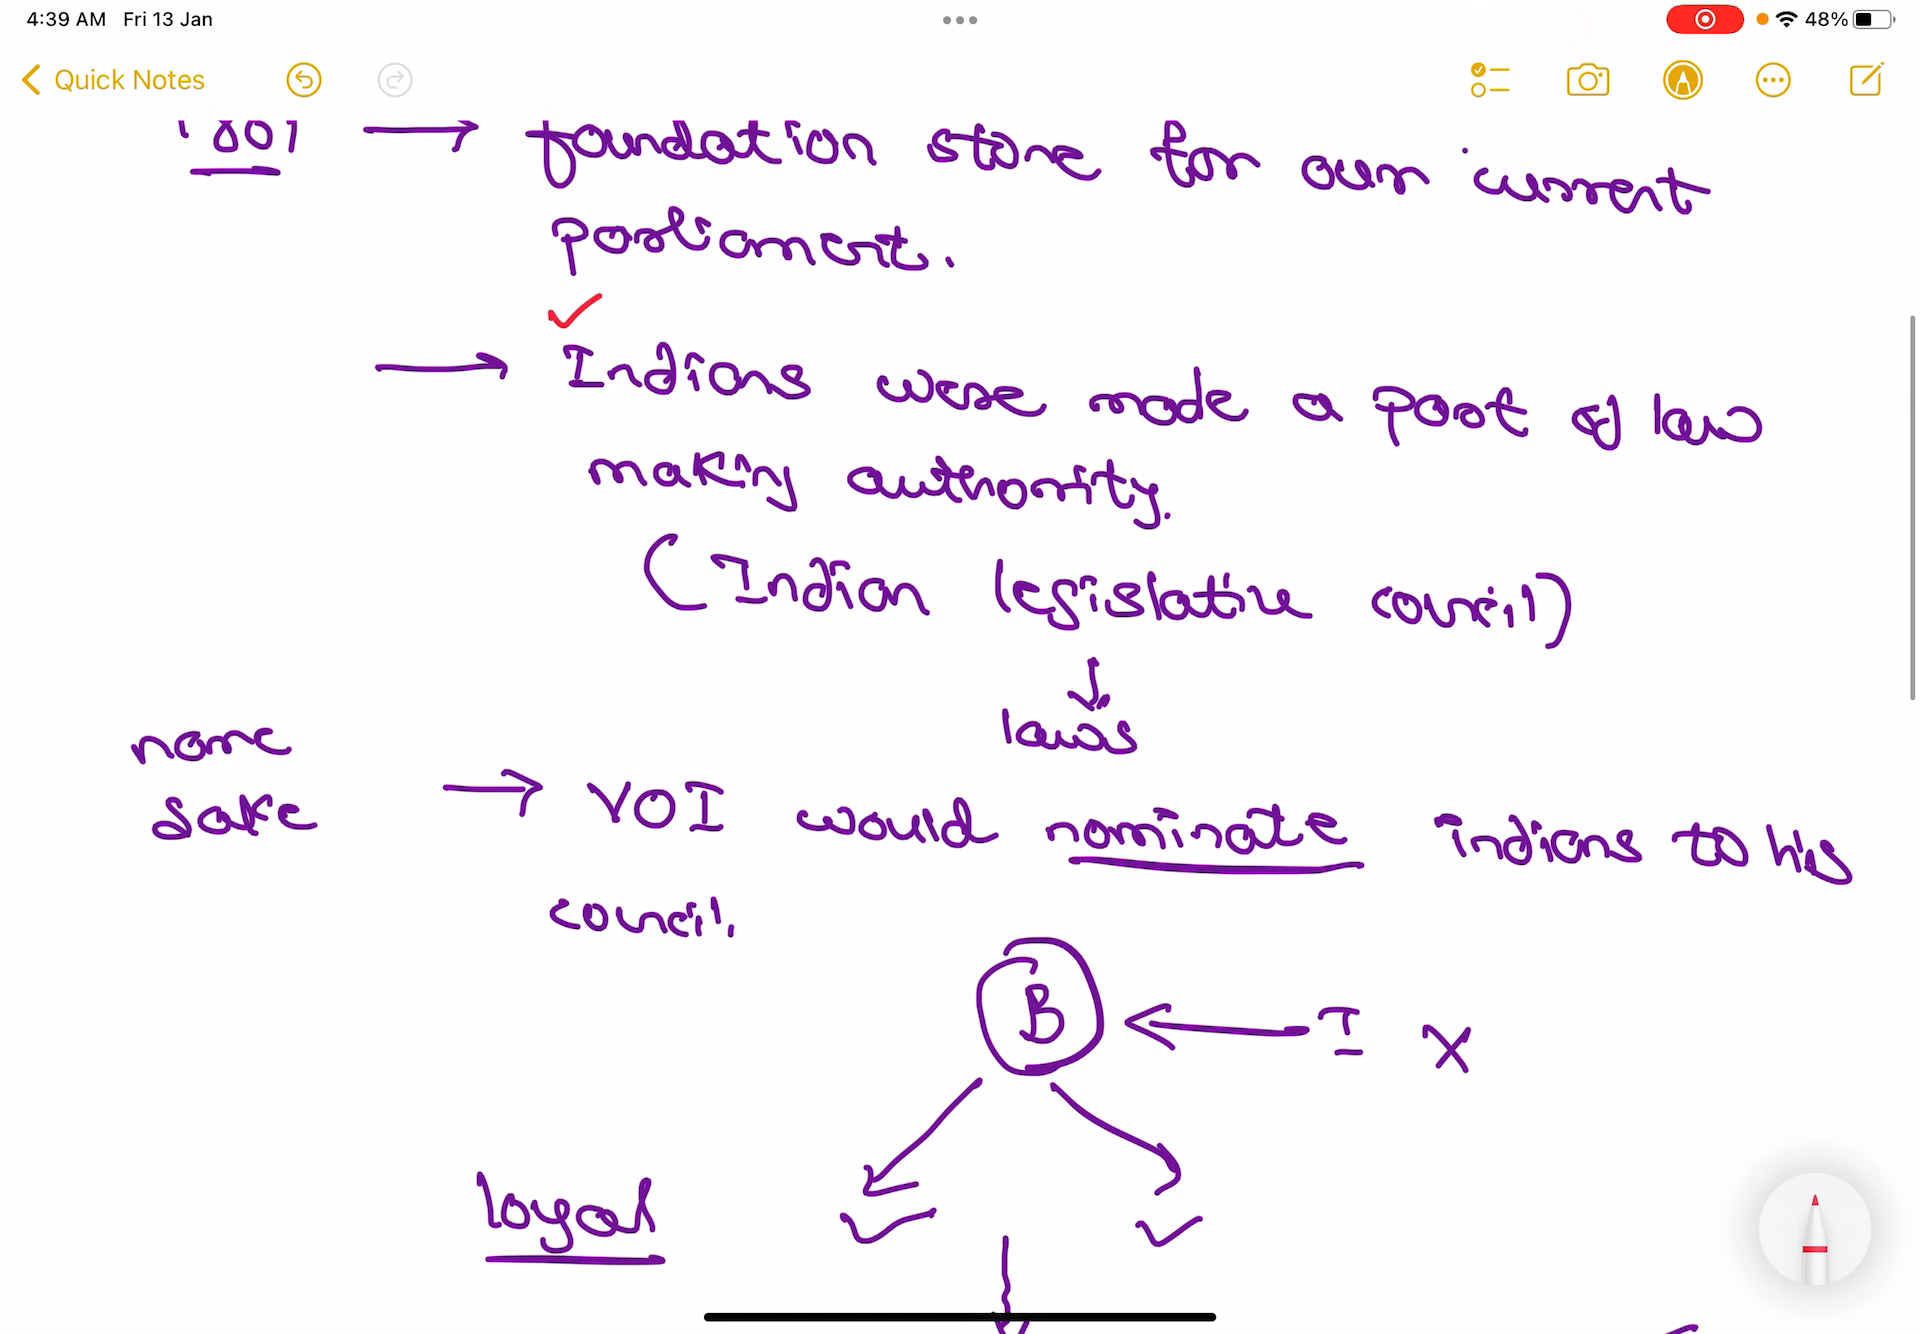 4:39 AM Fri 13 Jan
48%
Quick Notes
→ foundation stone for our current
parliament.
→ Indians were made a part of law
making authority.
(Indian legislative council)
↓
laws
name
sake
→ VOI would nominate indians to his
council.
B ← I X
loyal